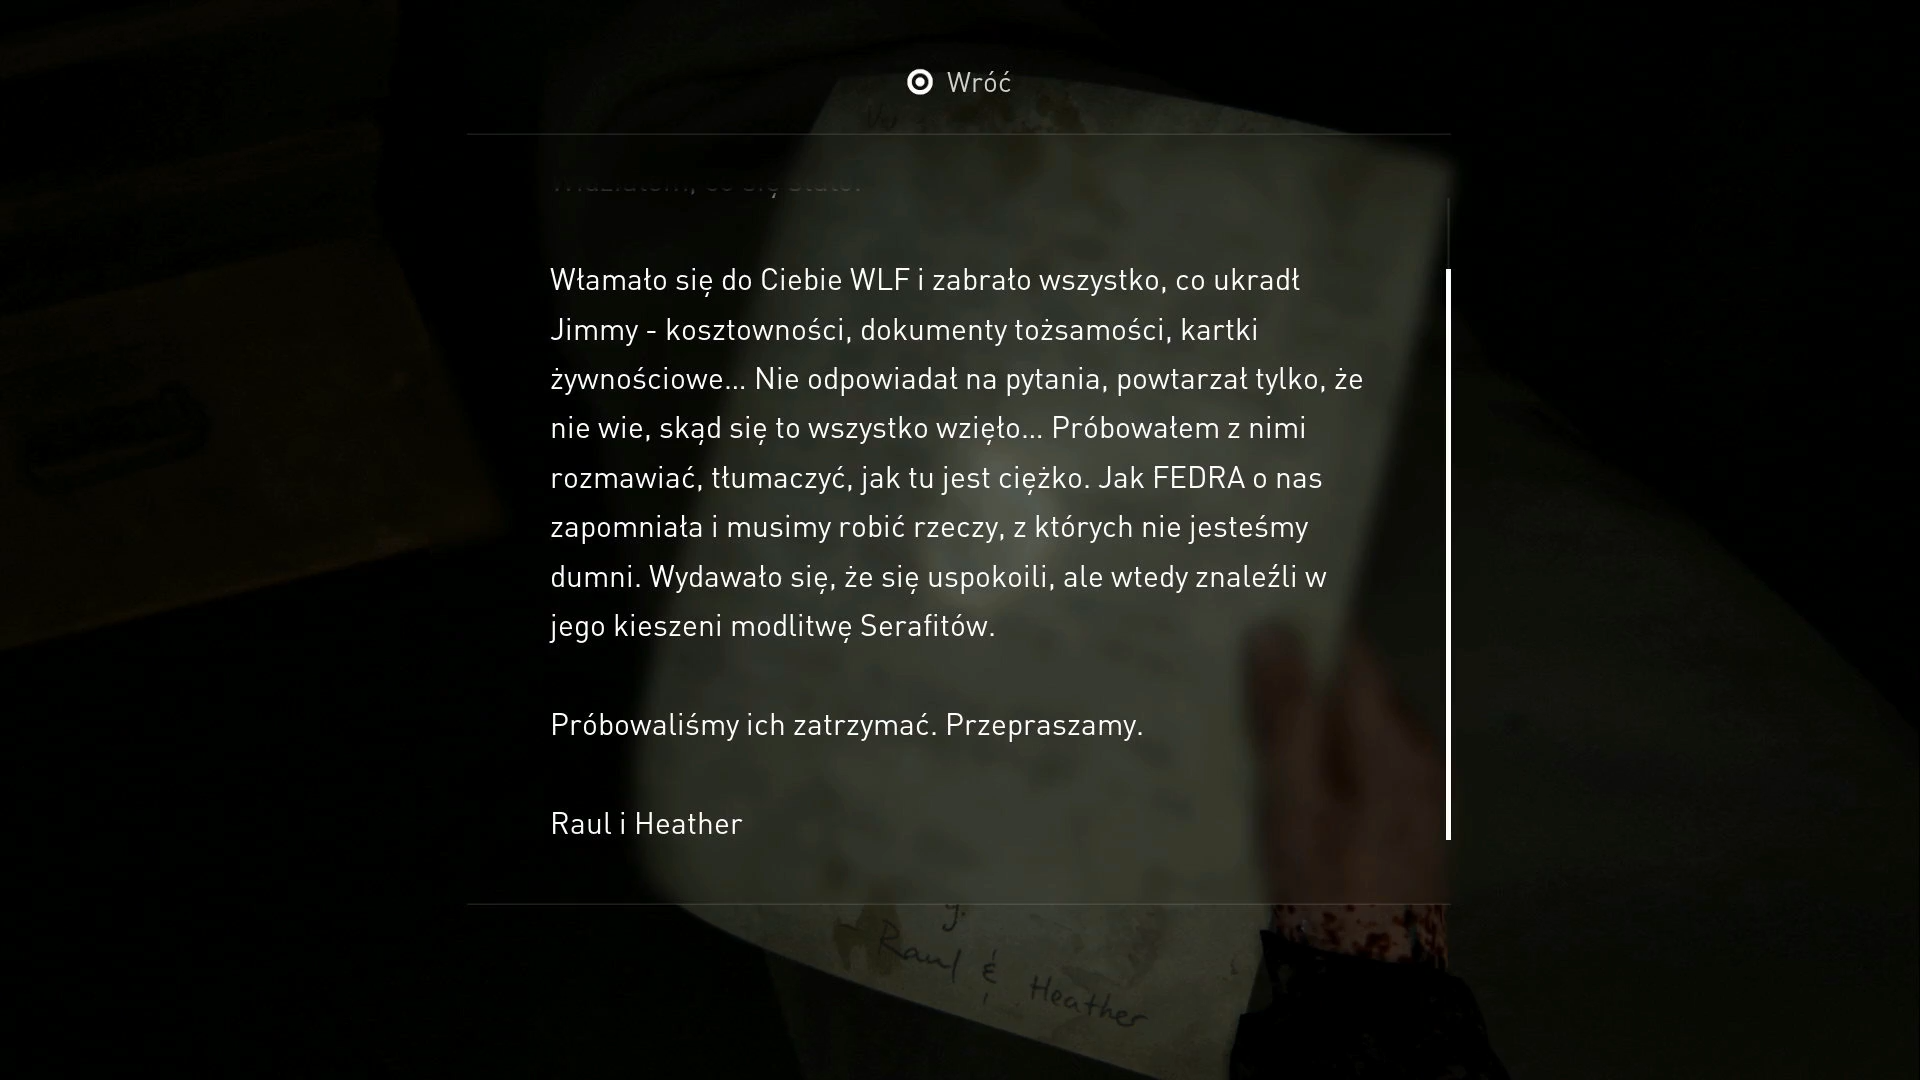 Wróć
Włamało się do Ciebie WLF i zabrało wszystko, co ukradł
Jimmy - kosztowności, dokumenty tożsamości, kartki
żywnościowe... Nie odpowiadał na pytania, powtarzał tylko, że
nie wie, skąd się to wszystko wzięło... Próbowałem z nimi
rozmawiać, tłumaczyć, jak tu jest ciężko. Jak FEDRA o nas
zapomniała i musimy robić rzeczy, z których nie jesteśmy
dumni. Wydawało się, że się uspokoili, ale wtedy znaleźli w
jego kieszeni modlitwę Serafitów.
Próbowaliśmy ich zatrzymać. Przepraszamy.
Raul i Heather
Raul & Heather